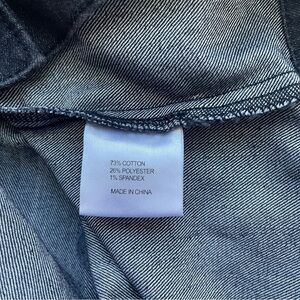 73% COTTON
26% POLYESTER
1% SPANDEX
MADE IN CHINA